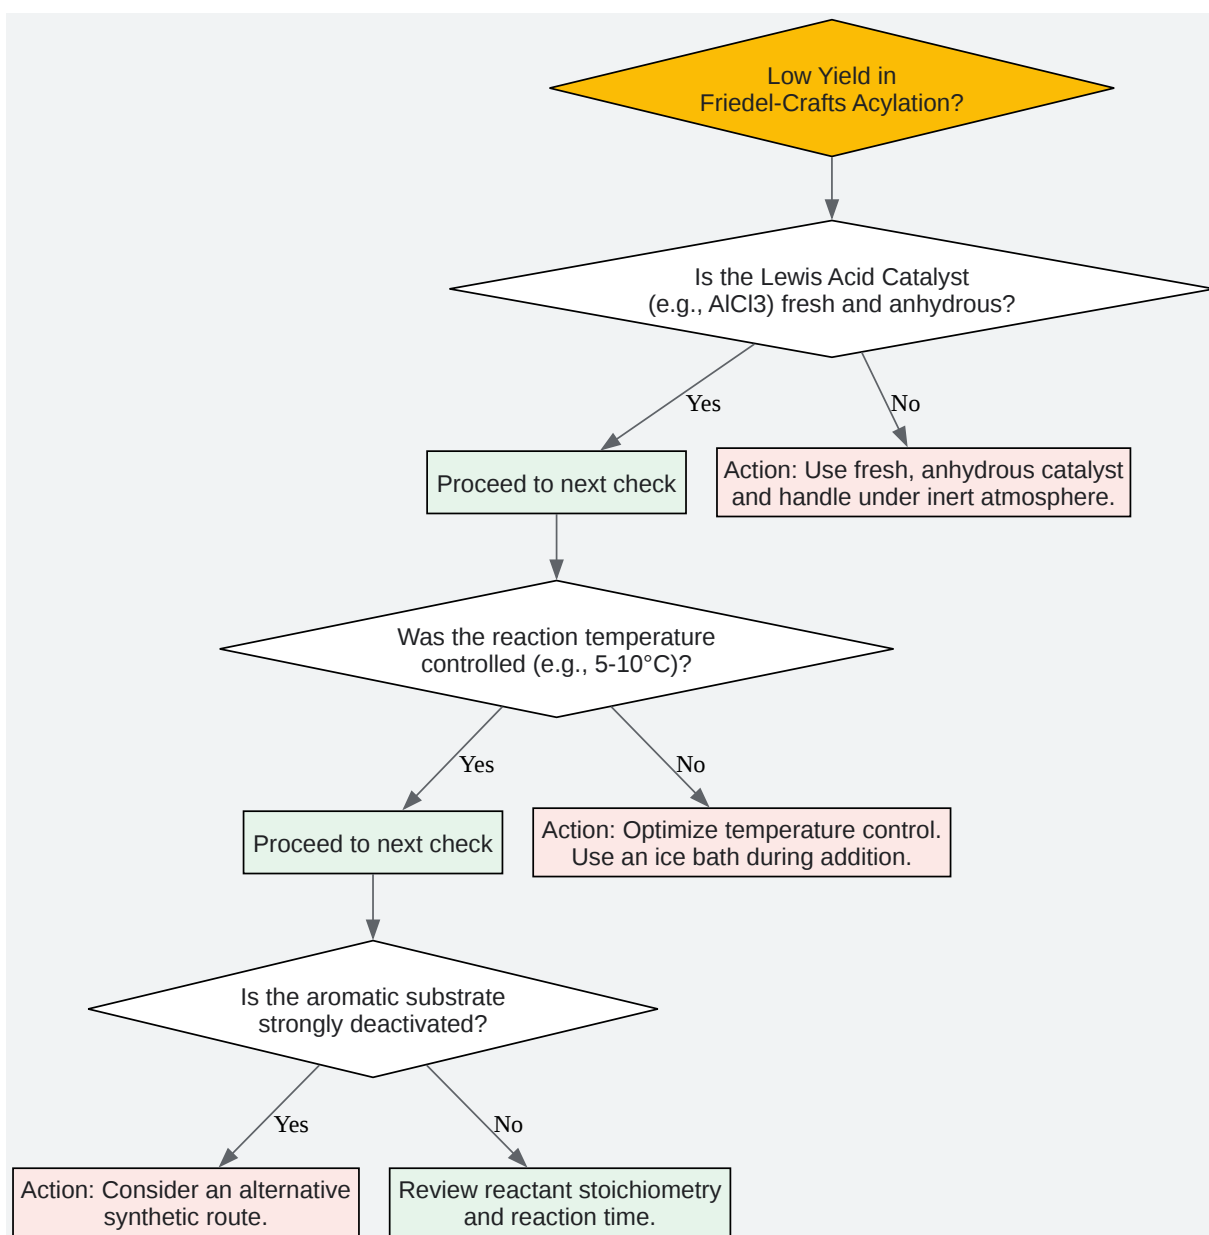 Low Yield in
Friedel-Crafts Acylation?
Is the Lewis Acid Catalyst
(e.g., AlCl3) fresh and anhydrous?
Yes
No
Proceed to next check
Action: Use fresh, anhydrous catalyst
and handle under inert atmosphere.
Was the reaction temperature
controlled (e.g., 5-10°C)?
Yes
No
Proceed to next check
Action: Optimize temperature control.
Use an ice bath during addition.
Is the aromatic substrate
strongly deactivated?
Yes
No
Action: Consider an alternative
synthetic route.
Review reactant stoichiometry
and reaction time.